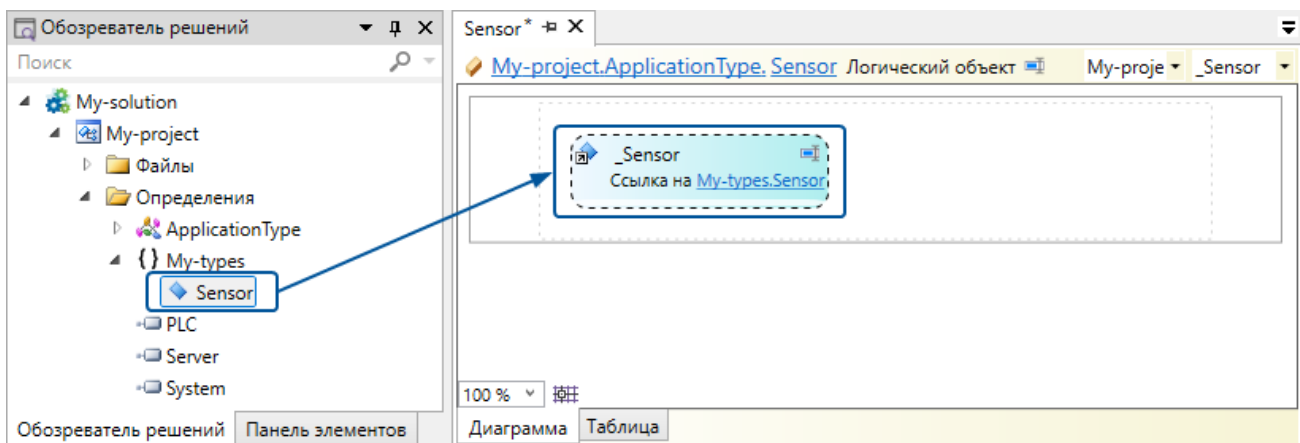 Обозреватель решений
Поиск
My-solution
My-project
Файлы
Определения
ApplicationType
{ } My-types
Sensor
PLC
Server
System
Обозреватель решений Панель элементов
Sensor*
My-project.ApplicationType. Sensor Логический объект My-proje _Sensor
_Sensor
Ссылка на My-types.Sensor
100 %
Диаграмма Таблица